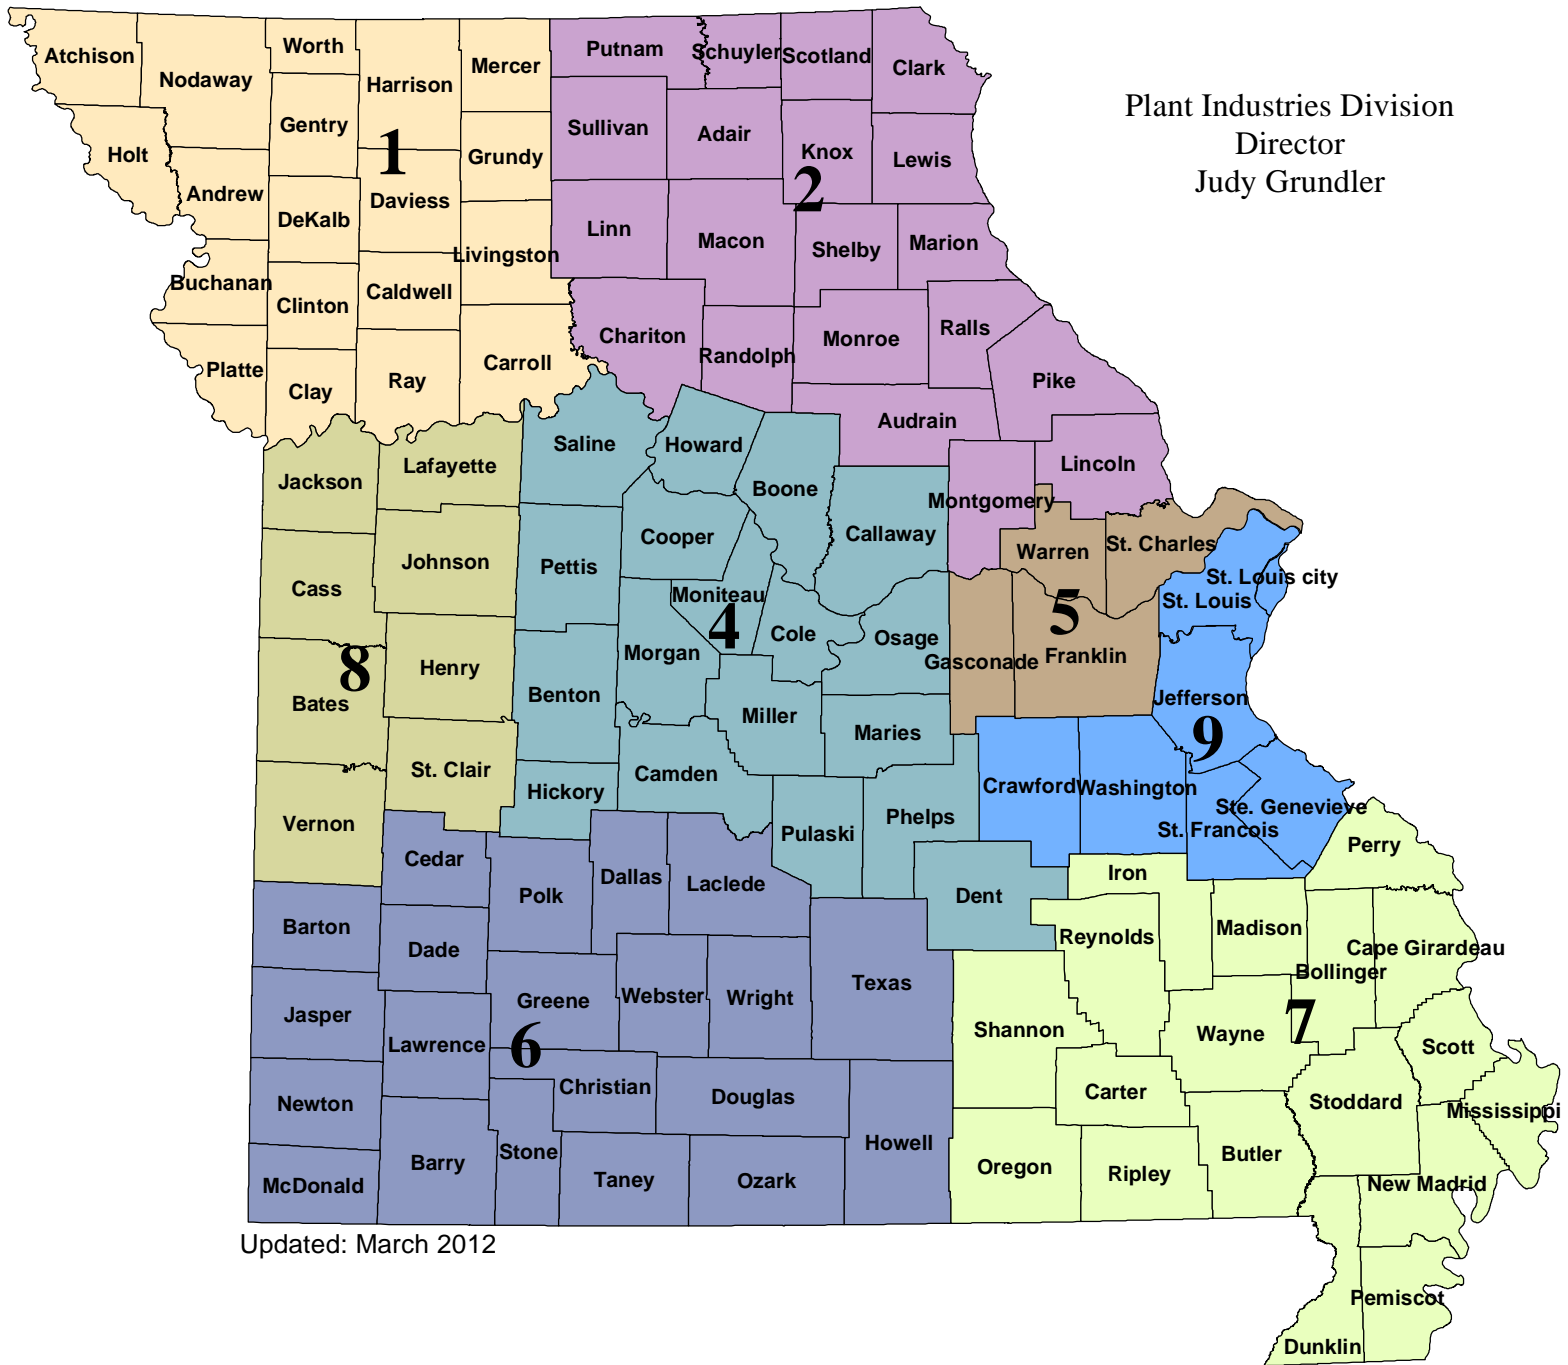 Plant Industries Division
Director
Judy Grundler
Atchison
Nodaway
Worth
Harrison
Mercer
Putnam
Schuyler
Scotland
Clark
Holt
Gentry
1
Grundy
Sullivan
Adair
Knox
2
Lewis
Andrew
DeKalb
Daviess
Livingston
Linn
Macon
Shelby
Marion
Buchanan
Clinton
Caldwell
Carroll
Chariton
Randolph
Monroe
Ralls
Pike
Platte
Clay
Ray
Audrain
Saline
Howard
Boone
Lincoln
Jackson
Lafayette
Montgomery
Cooper
Callaway
Warren
St. Charles
Cass
Johnson
Pettis
Moniteau
4
Cole
Osage
Gasconade
5
Franklin
St. Louis city
St. Louis
Bates
8
Henry
Benton
Morgan
Miller
Maries
Jefferson
9
Vernon
St. Clair
Hickory
Camden
Pulaski
Phelps
Crawford
Washington
Ste. Genevieve
St. Francois
Perry
Cedar
Polk
Dallas
Laclede
Dent
Iron
Barton
Dade
Reynolds
Madison
Bollinger
Cape Girardeau
Jasper
Lawrence
Greene
6
Webster
Wright
Texas
Shannon
Wayne
7
Scott
Newton
Christian
Douglas
Carter
Stoddard
Mississippi
McDonald
Barry
Stone
Taney
Ozark
Howell
Oregon
Ripley
Butler
New Madrid
Pemiscot
Dunklin
Updated: March 2012